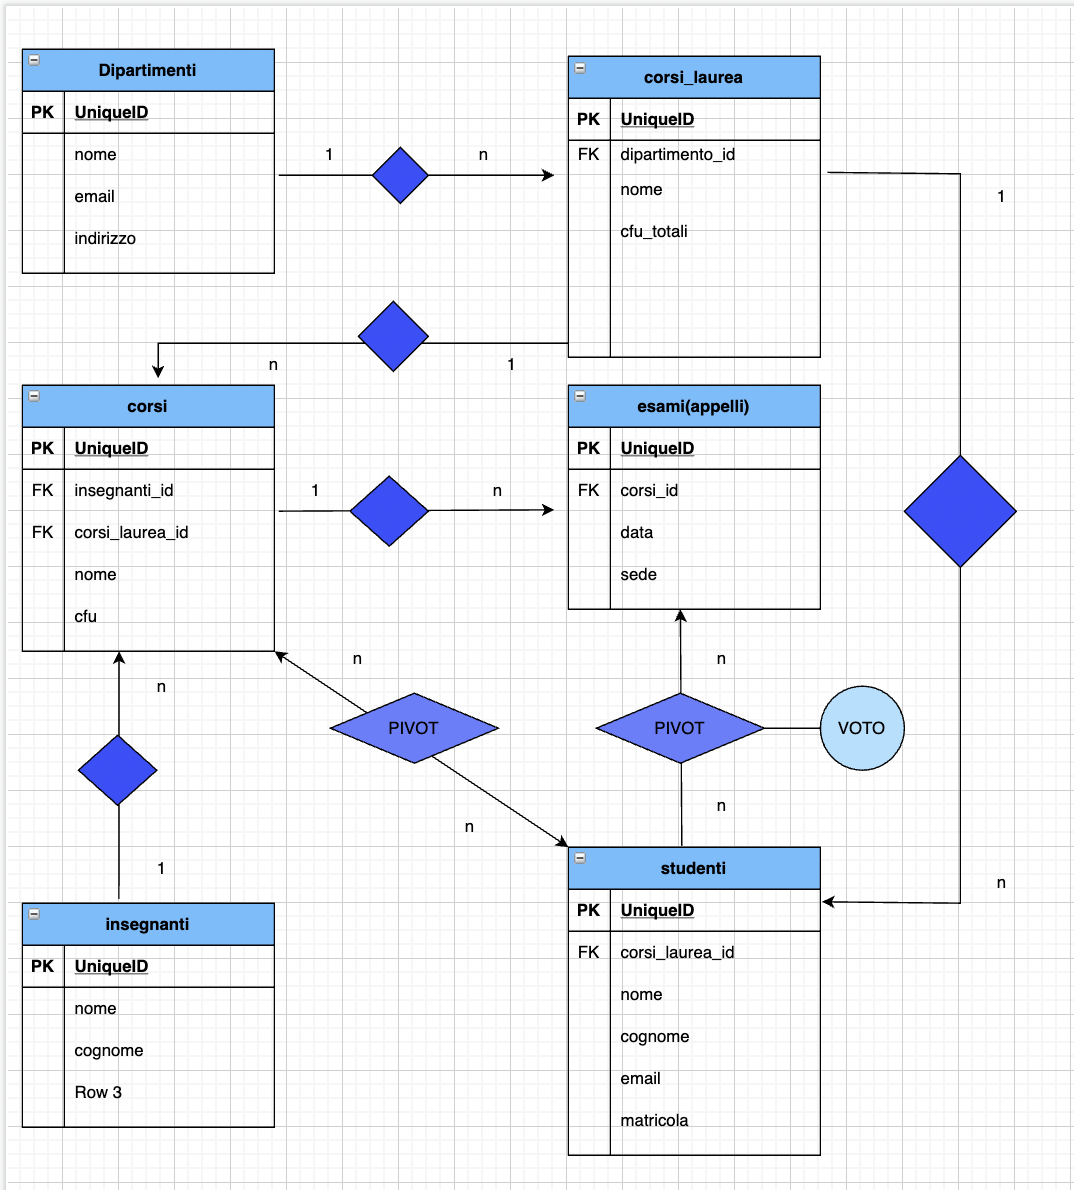 Dipartimenti
PK UniqueID
nome
email
indirizzo
1
n
corsi_laurea
PK UniqueID
FK dipartimento_id
nome
cfu_totali
1
n
1
corsi
PK UniqueID
FK insegnanti_id
FK corsi_laurea_id
nome
cfu
1
n
esami(appelli)
PK UniqueID
FK corsi_id
data
sede
n
n
n
PIVOT
PIVOT
VOTO
n
n
1
n
insegnanti
PK UniqueID
nome
cognome
Row 3
studenti
PK UniqueID
FK corsi_laurea_id
nome
cognome
email
matricola